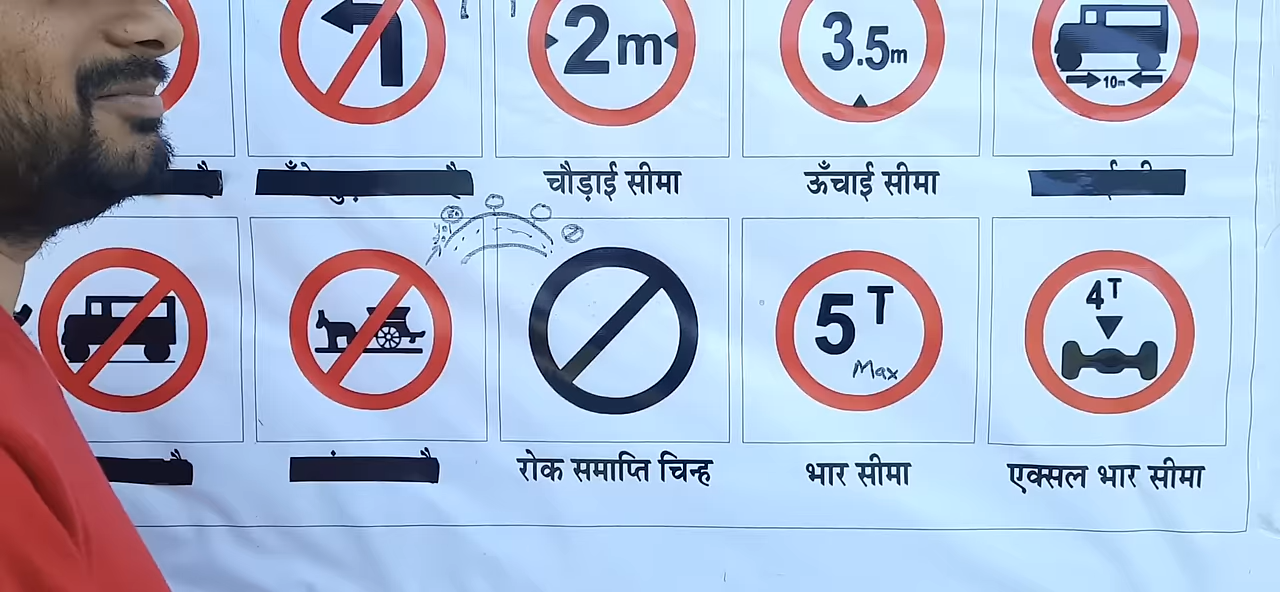 2m
3.5m
10m
चौड़ाई सीमा
ऊँचाई सीमा
5T
Max
4T
रोक समाप्ति चिन्ह
भार सीमा
एक्सल भार सीमा